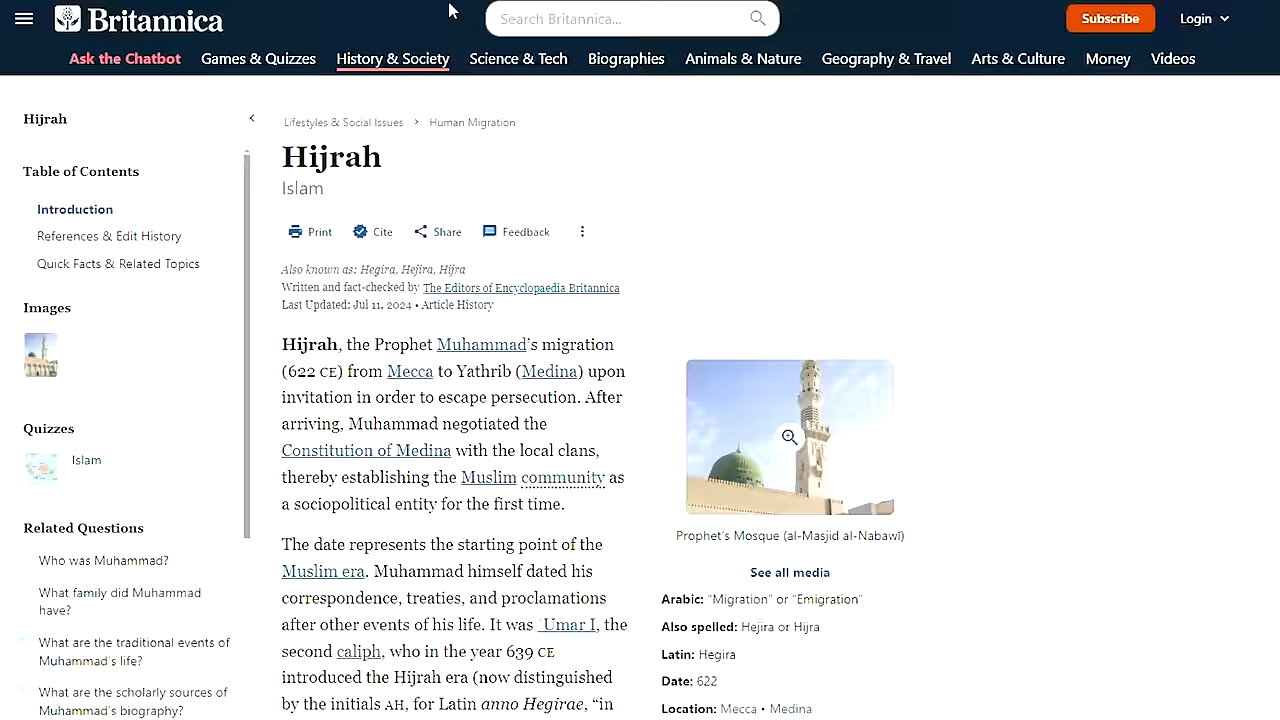 Britannica
Search Britannica...
Subscribe
Login
Ask the Chatbot
Games & Quizzes
History & Society
Science & Tech
Biographies
Animals & Nature
Geography & Travel
Arts & Culture
Money
Videos
Hijrah
Table of Contents
Introduction
References & Edit History
Quick Facts & Related Topics
Images
Quizzes
Islam
Related Questions
Who was Muhammad?
What family did Muhammad
have?
What are the traditional events of
Muhammad's life?
What are the scholarly sources of
Muhammad's biography?
Lifestyles & Social Issues
Human Migration
Hijrah
Islam
Print
Cite
Share
Feedback
Also known as: Hegira, Hejira, Hijra
Written and fact-checked by The Editors of Encyclopaedia Britannica
Last Updated: Jul 11, 2024 • Article History
Hijrah, the Prophet Muhammad's migration
(622 CE) from Mecca to Yathrib (Medina) upon
invitation in order to escape persecution. After
arriving, Muhammad negotiated the
Constitution of Medina with the local clans,
thereby establishing the Muslim community as
a sociopolitical entity for the first time.
The date represents the starting point of the
Muslim era. Muhammad himself dated his
correspondence, treaties, and proclamations
after other events of his life. It was ʿUmar I, the
second caliph, who in the year 639 CE
introduced the Hijrah era (now distinguished
by the initials AH, for Latin anno Hegirae, “in
Prophet's Mosque (al-Masjid al-Nabawī)
See all media
Arabic: “Migration” or “Emigration”
Also spelled: Hejira or Hijra
Latin: Hegira
Date: 622
Location: Mecca • Medina